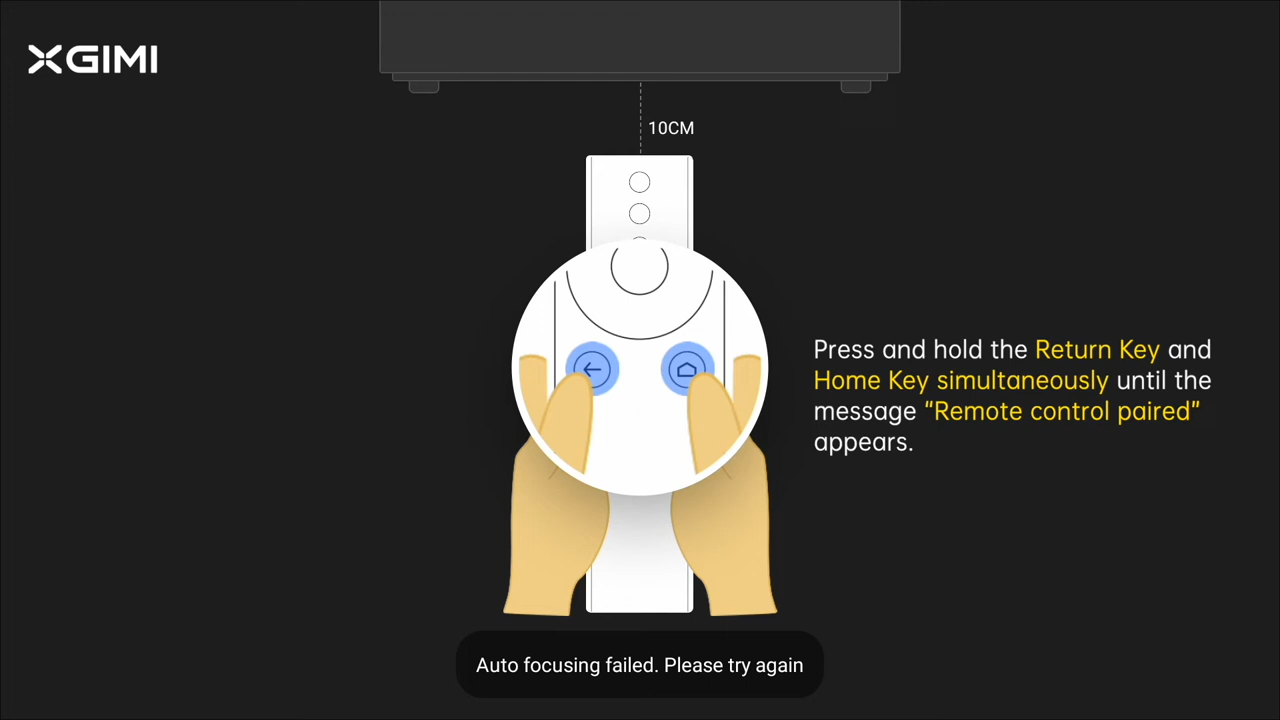 XGIMI
10CM
Press and hold the Return Key and
Home Key simultaneously until the
message “Remote control paired”
appears.
Auto focusing failed. Please try again